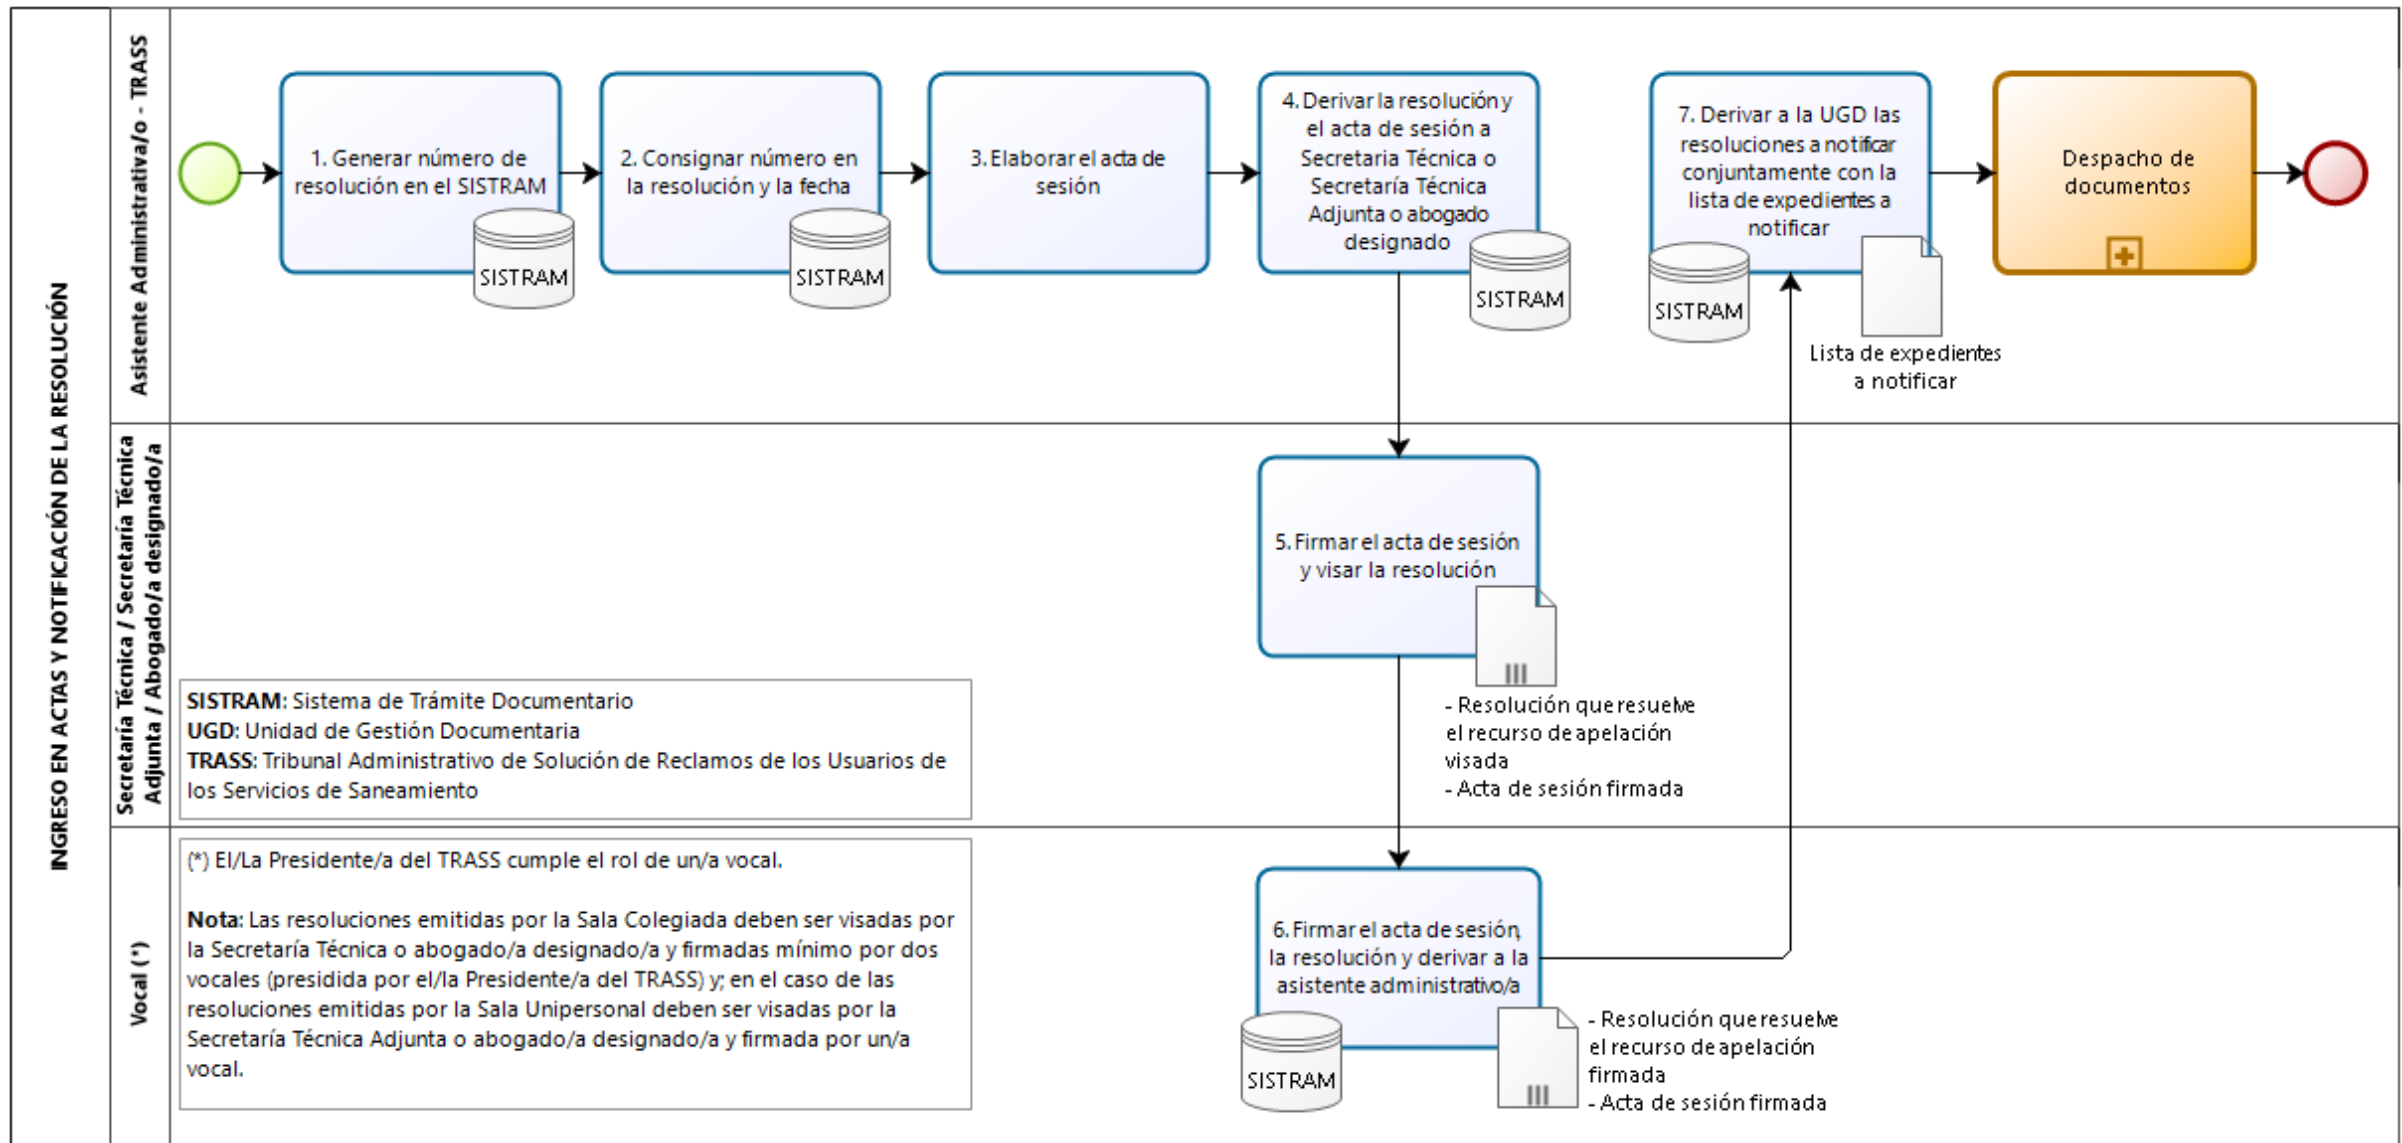 INGRESO EN ACTAS Y NOTIFICACIÓN DE LA RESOLUCIÓN
Asistente Administrativa/o - TRASS
1. Generar número de
resolución en el SISTRAM
SISTRAM
2. Consignar número en
la resolución y la fecha
SISTRAM
3. Elaborar el acta de
sesión
4. Derivar la resolución y
el acta de sesión a
Secretaria Técnica o
Secretaría Técnica
Adjunta o abogado
designado
SISTRAM
7. Derivar a la UGD las
resoluciones a notificar
conjuntamente con la
lista de expedientes a
notificar
SISTRAM
Lista de expedientes
a notificar
Despacho de
documentos
Secretaría Técnica / Secretaría Técnica
Adjunta / Abogado/a designado/a
5. Firmar el acta de sesión
y visar la resolución
- Resolución que resuelve
el recurso de apelación
visada
- Acta de sesión firmada
SISTRAM: Sistema de Trámite Documentario
UGD: Unidad de Gestión Documentaria
TRASS: Tribunal Administrativo de Solución de Reclamos de los Usuarios de
los Servicios de Saneamiento
Vocal (*)
(*) El/La Presidente/a del TRASS cumple el rol de un/a vocal.
Nota: Las resoluciones emitidas por la Sala Colegiada deben ser visadas por
la Secretaría Técnica o abogado/a designado/a y firmadas mínimo por dos
vocales (presidida por el/la Presidente/a del TRASS) y; en el caso de las
resoluciones emitidas por la Sala Unipersonal deben ser visadas por la
Secretaría Técnica Adjunta o abogado/a designado/a y firmada por un/a
vocal.
6. Firmar el acta de sesión,
la resolución y derivar a la
asistente administrativo/a
SISTRAM
- Resolución que resuelve
el recurso de apelación
firmada
- Acta de sesión firmada